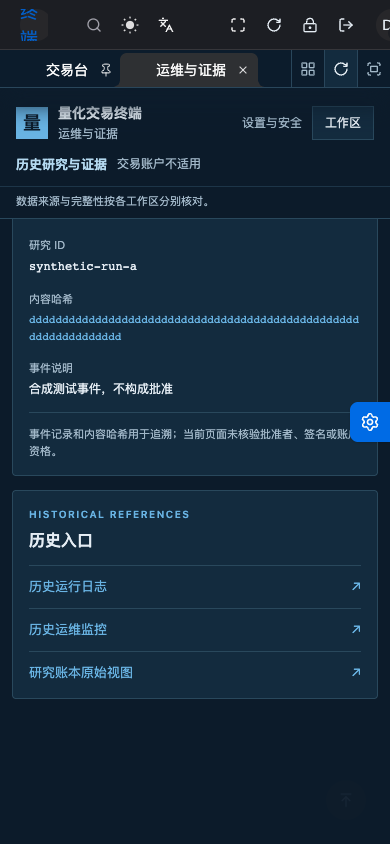 终端
D
交易台
运维与证据
量
量化交易终端
运维与证据
设置与安全
工作区
历史研究与证据
交易账户不适用
数据来源与完整性按各工作区分别核对。
研究 ID
synthetic-run-a
内容哈希
dddddddddddddddddddddddddddddddddddddddddddddddddd
dddddddddddddd
事件说明
合成测试事件，不构成批准
事件记录和内容哈希用于追溯；当前页面未核验批准者、签名或账
资格。
HISTORICAL REFERENCES
历史入口
历史运行日志
历史运维监控
研究账本原始视图